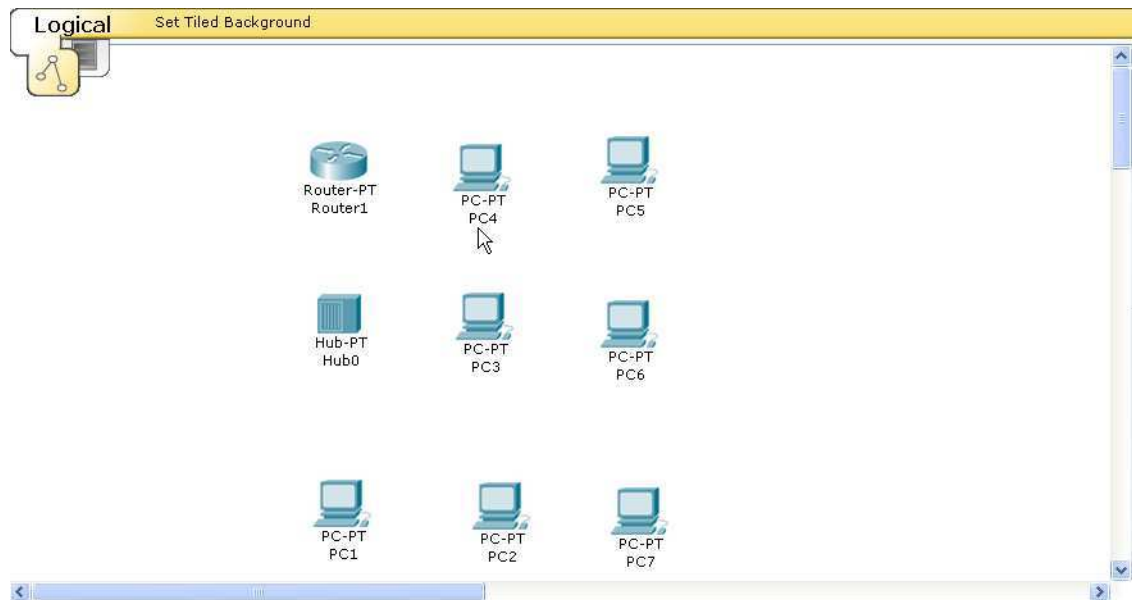 Logical
Set Tiled Background
Router-PT
Router1
PC-PT
PC4
PC-PT
PC5
Hub-PT
Hub0
PC-PT
PC3
PC-PT
PC6
PC-PT
PC1
PC-PT
PC2
PC-PT
PC7